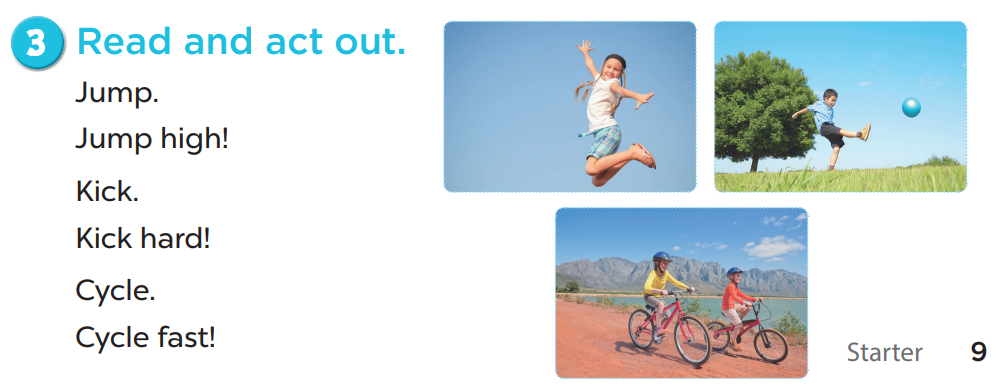 3 Read and act out.
Jump.
Jump high!
Kick.
Kick hard!
Cycle.
Cycle fast!
Starter 9